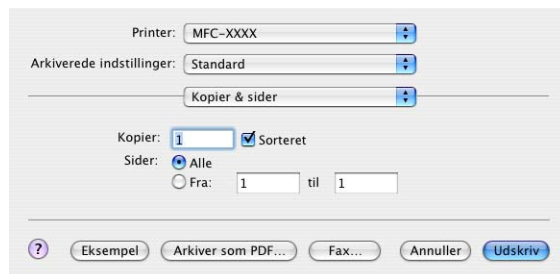 Printer: MFC-XXXX
Arkiverede indstillinger: Standard
Kopier & sider
Kopier: 1 Sorteret
Sider: Alle
Fra: 1 til 1
? Eksempel Arkiver som PDF... Fax... Annuller Udskriv